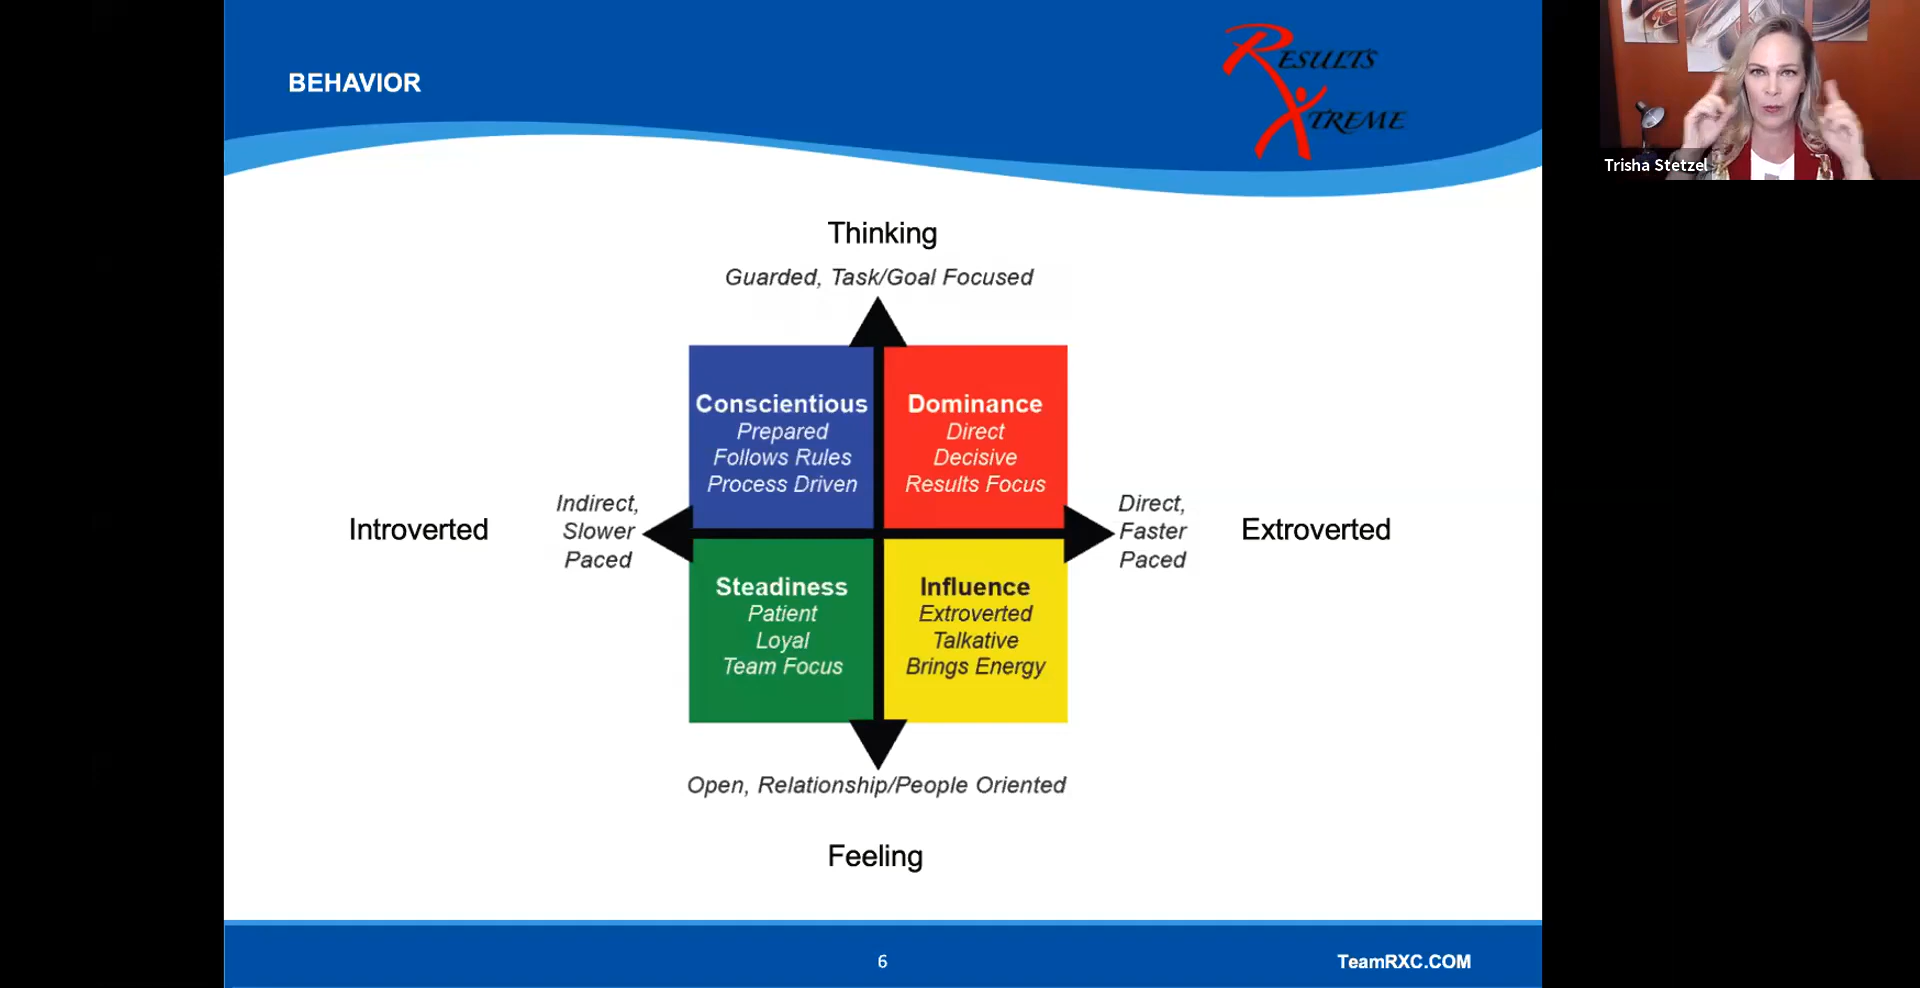 BEHAVIOR
RESULTS
XTREME
Trisha Stetzel
Thinking
Guarded, Task/Goal Focused
Conscientious
Prepared
Follows Rules
Process Driven
Dominance
Direct
Decisive
Results Focus
Introverted
Indirect,
Slower
Paced
Direct,
Faster
Paced
Extroverted
Steadiness
Patient
Loyal
Team Focus
Influence
Extroverted
Talkative
Brings Energy
Open, Relationship/People Oriented
Feeling
6
TeamRXC.COM